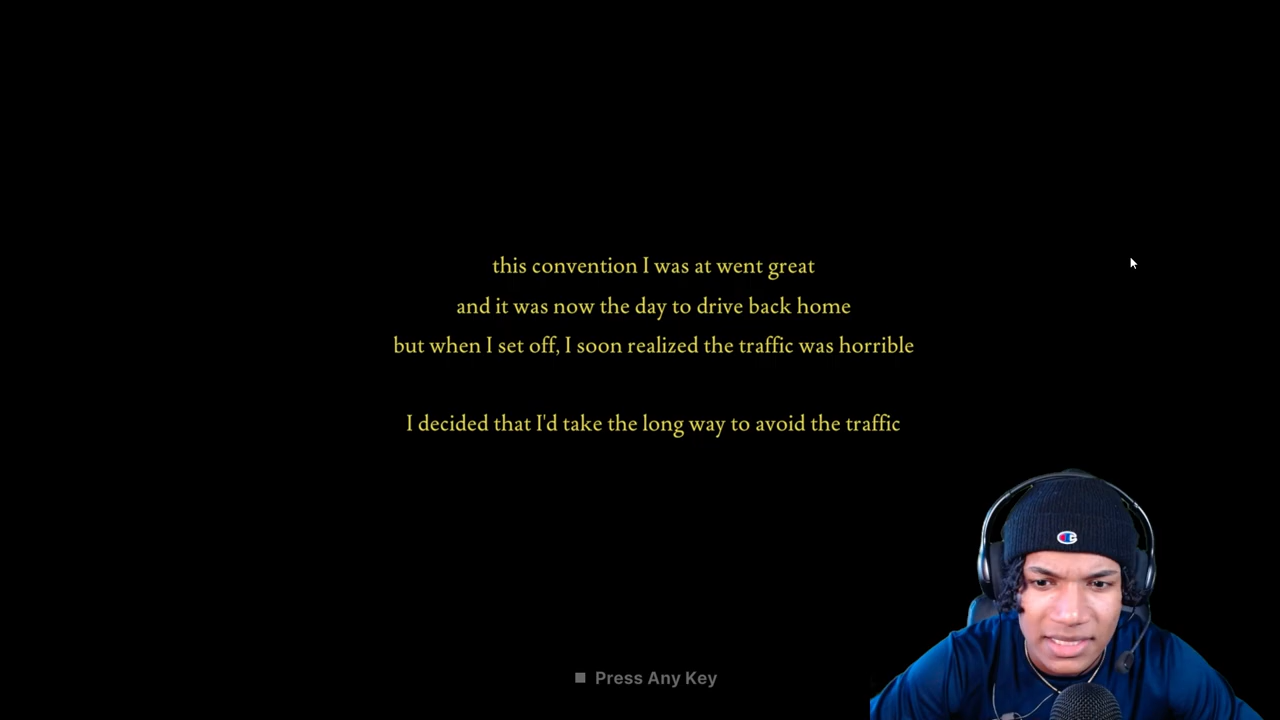 this convention I was at went great
and it was now the day to drive back home
but when I set off, I soon realized the traffic was horrible
I decided that I'd take the long way to avoid the traffic
Press Any Key